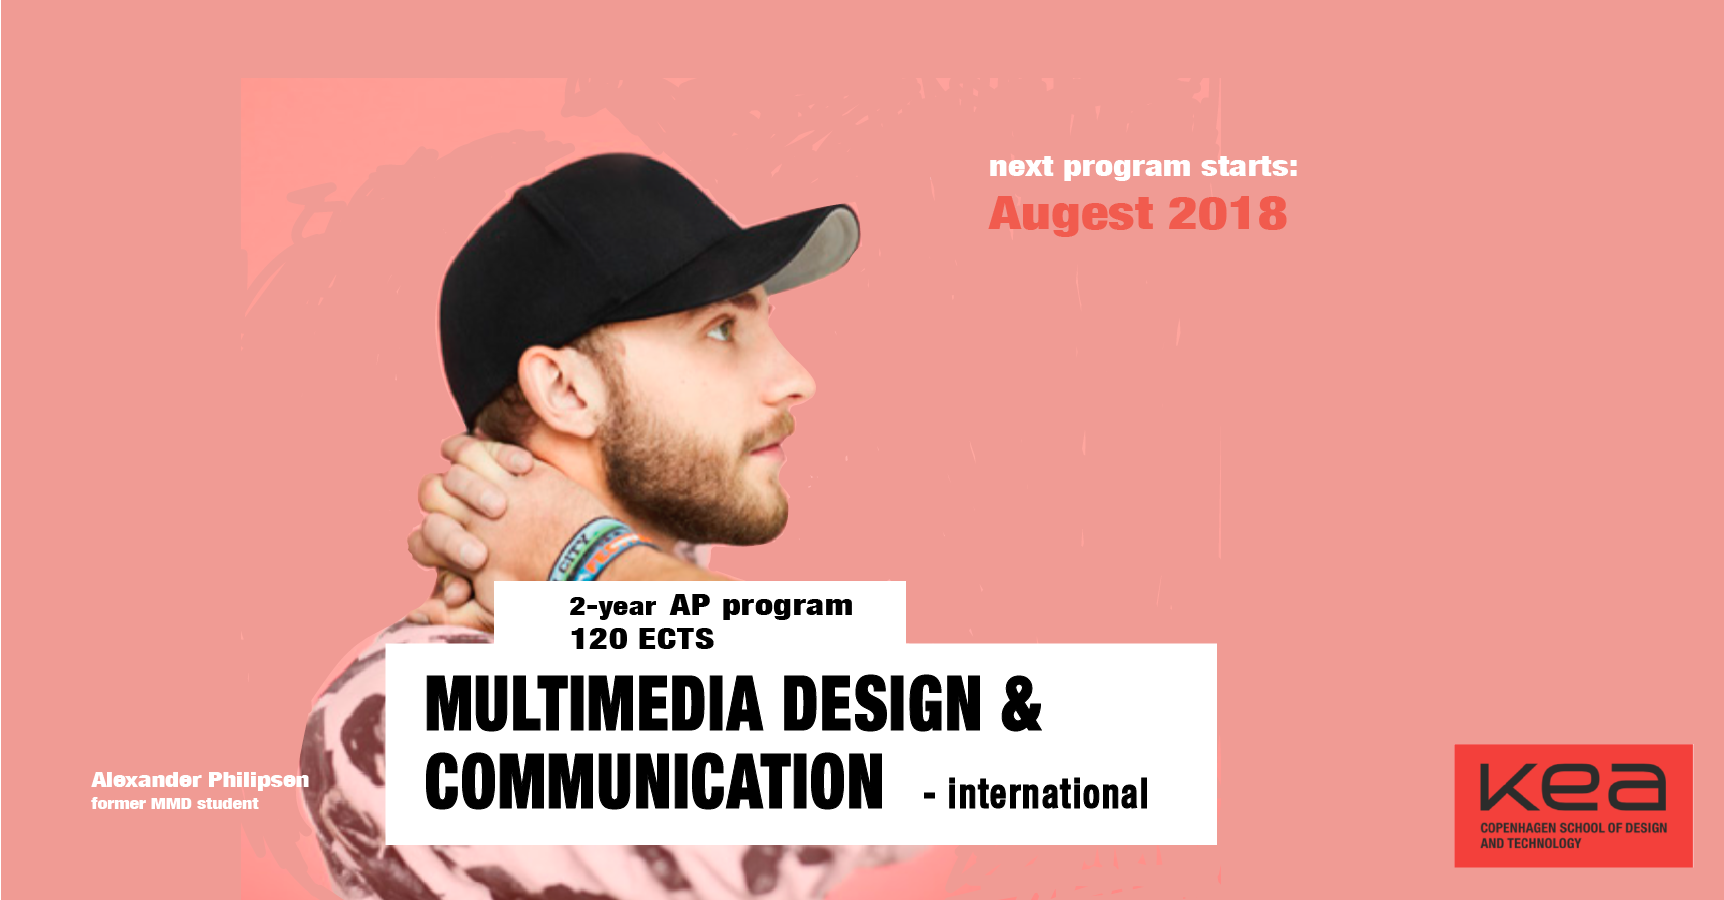 next program starts:
Augest 2018
CITY
2-year AP program
120 ECTS
MULTIMEDIA DESIGN &
COMMUNICATION - international
Alexander Philipsen
former MMD student
kea
COPENHAGEN SCHOOL OF DESIGN
AND TECHNOLOGY